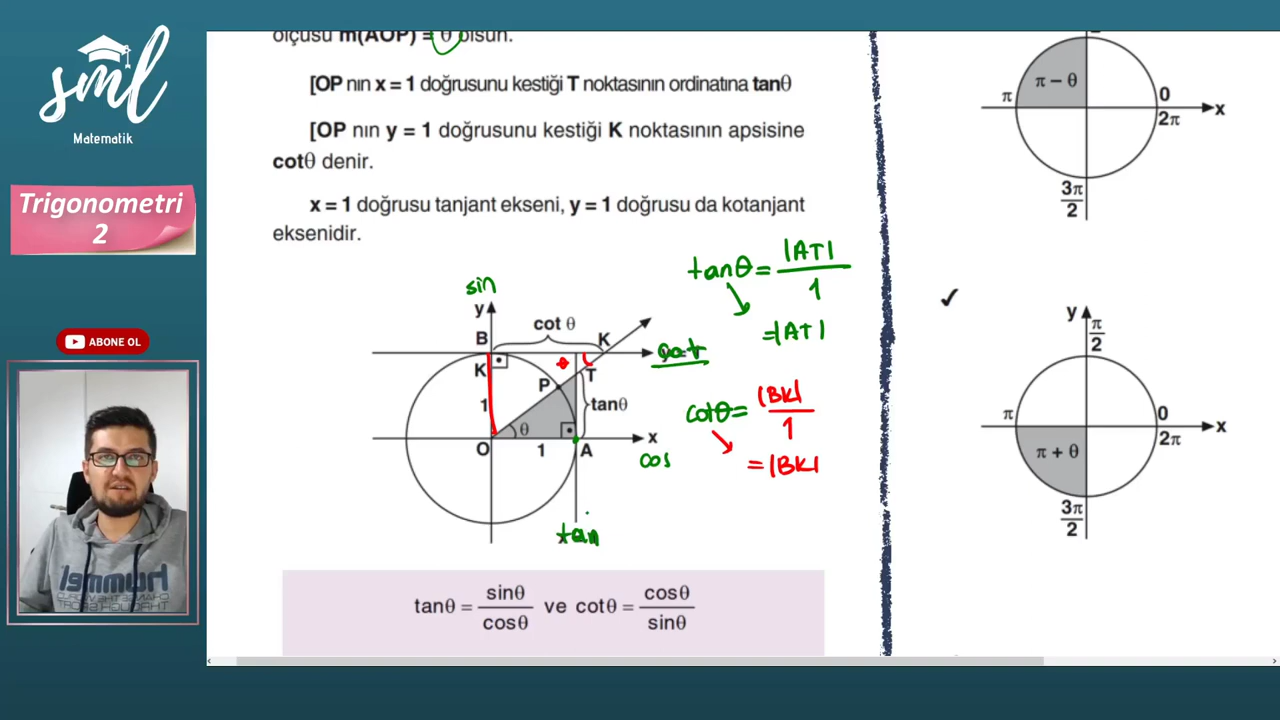 sml
Matematik
Trigonometri
2
ABONE OL
hummel
ölçüsü m(AOP) = θ olsun.
[OP nın x = 1 doğrusunu kestiği T noktasının ordinatına tanθ
[OP nın y = 1 doğrusunu kestiği K noktasının apsisine
cotθ denir.
x = 1 doğrusu tanjant ekseni, y = 1 doğrusu da kotanjant
eksenidir.
sin
y
cot θ
B
K
K
T
P
θ
1
tanθ
θ
O
1
A
x
cos
tan
tanθ = |AT| / 1
= |AT|
cotθ = |BK| / 1
= |BK|
tanθ = sinθ / cosθ ve cotθ = cosθ / sinθ
π − θ
π
0
2π
x
3π
2
✓
y
π
2
π
0
2π
x
π + θ
3π
2